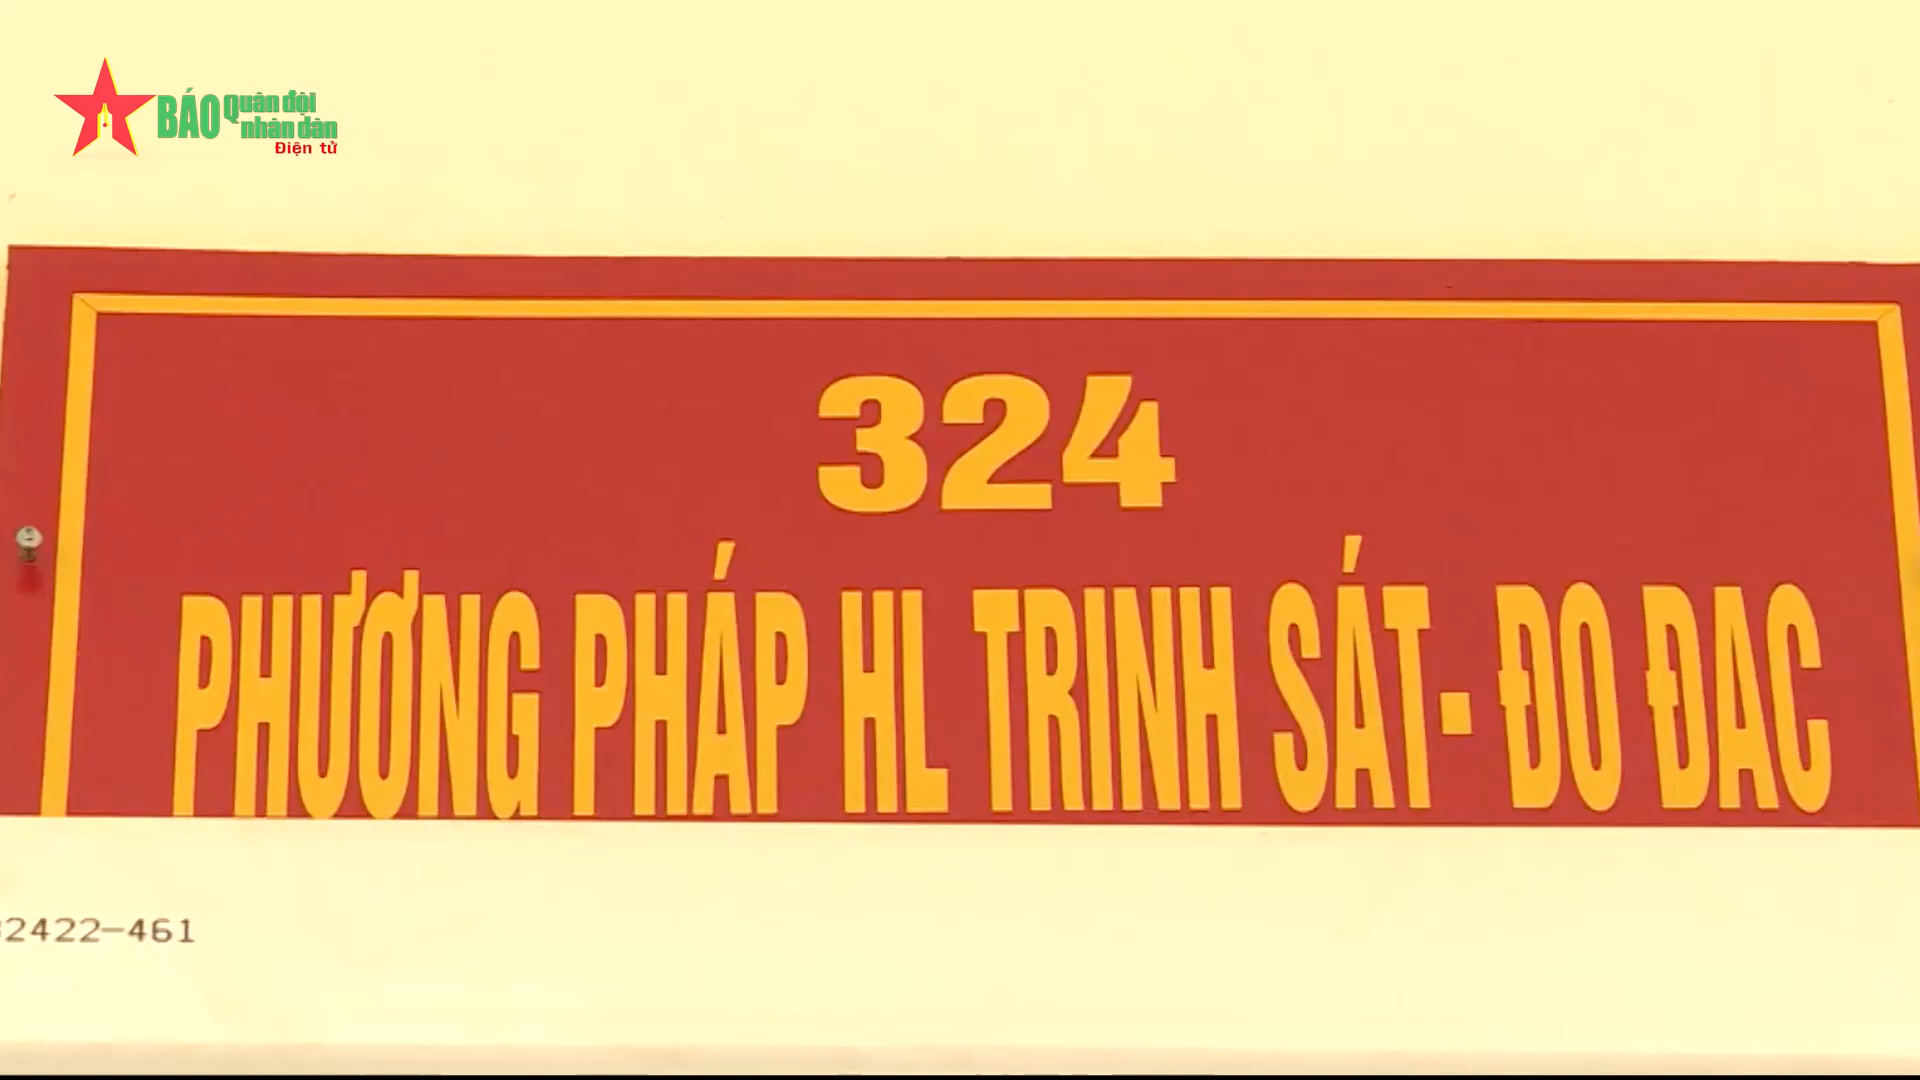 BÁO Quân đội
nhân dân
Điện tử
324
PHƯƠNG PHÁP HL TRINH SÁT- ĐO ĐAC
2422-461